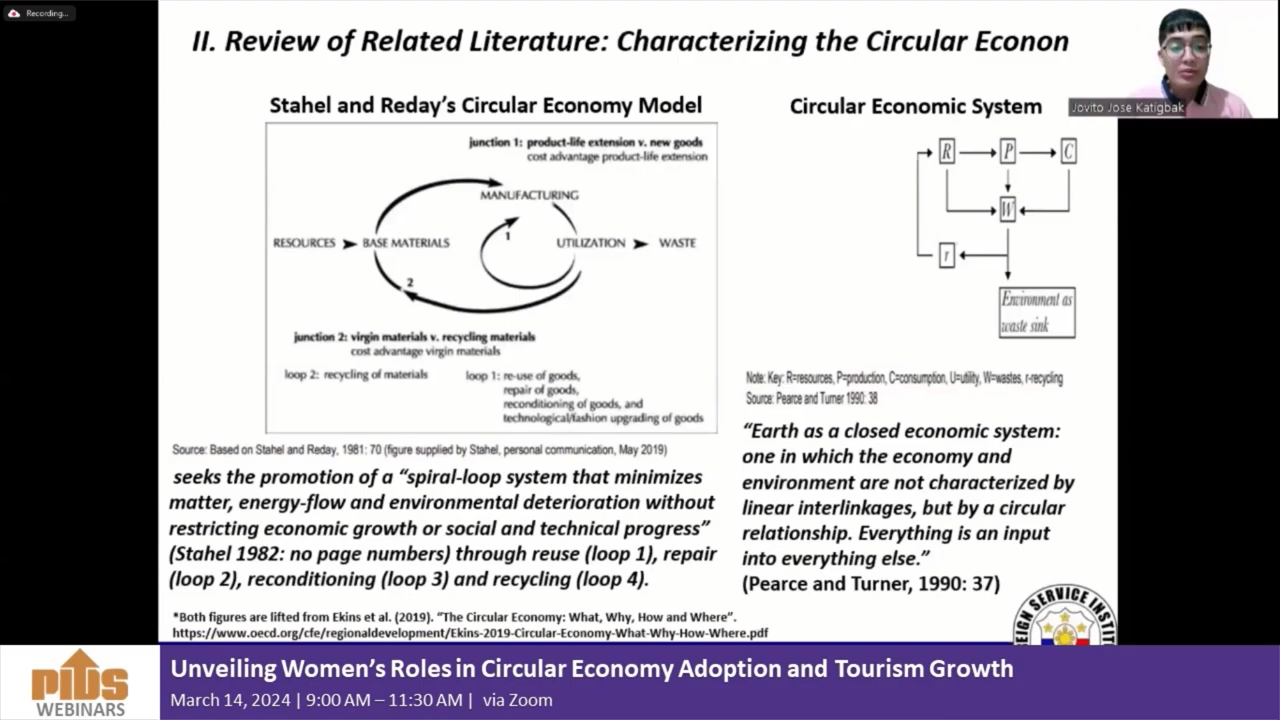 Recording...
II. Review of Related Literature: Characterizing the Circular Econon
Jovito Jose Katigbak
Stahel and Reday's Circular Economy Model
junction 1: product-life extension v. new goods
cost advantage product-life extension
MANUFACTURING
1
RESOURCES
BASE MATERIALS
UTILIZATION
WASTE
2
junction 2: virgin materials v. recycling materials
cost advantage virgin materials
loop 2: recycling of materials
loop 1: re-use of goods,
repair of goods,
reconditioning of goods, and
technological/fashion upgrading of goods
Source: Based on Stahel and Reday, 1981: 70 (figure supplied by Stahel, personal communication, May 2019)
seeks the promotion of a “spiral-loop system that minimizes
matter, energy-flow and environmental deterioration without
restricting economic growth or social and technical progress”
(Stahel 1982: no page numbers) through reuse (loop 1), repair
(loop 2), reconditioning (loop 3) and recycling (loop 4).
Circular Economic System
R P C
W
r
Environment as
waste sink
Note: Key: R=resources, P=production, C=consumption, U=utility, W=wastes, r-recycling
Source: Pearce and Turner 1990: 38
“Earth as a closed economic system:
one in which the economy and
environment are not characterized by
linear interlinkages, but by a circular
relationship. Everything is an input
into everything else.”
(Pearce and Turner, 1990: 37)
*Both figures are lifted from Ekins et al. (2019). “The Circular Economy: What, Why, How and Where”.
https://www.oecd.org/cfe/regionaldevelopment/Ekins-2019-Circular-Economy-What-Why-How-Where.pdf
EIGN SERVICE INSTIT
pids
WEBINARS
Unveiling Women's Roles in Circular Economy Adoption and Tourism Growth
March 14, 2024 | 9:00 AM – 11:30 AM | via Zoom